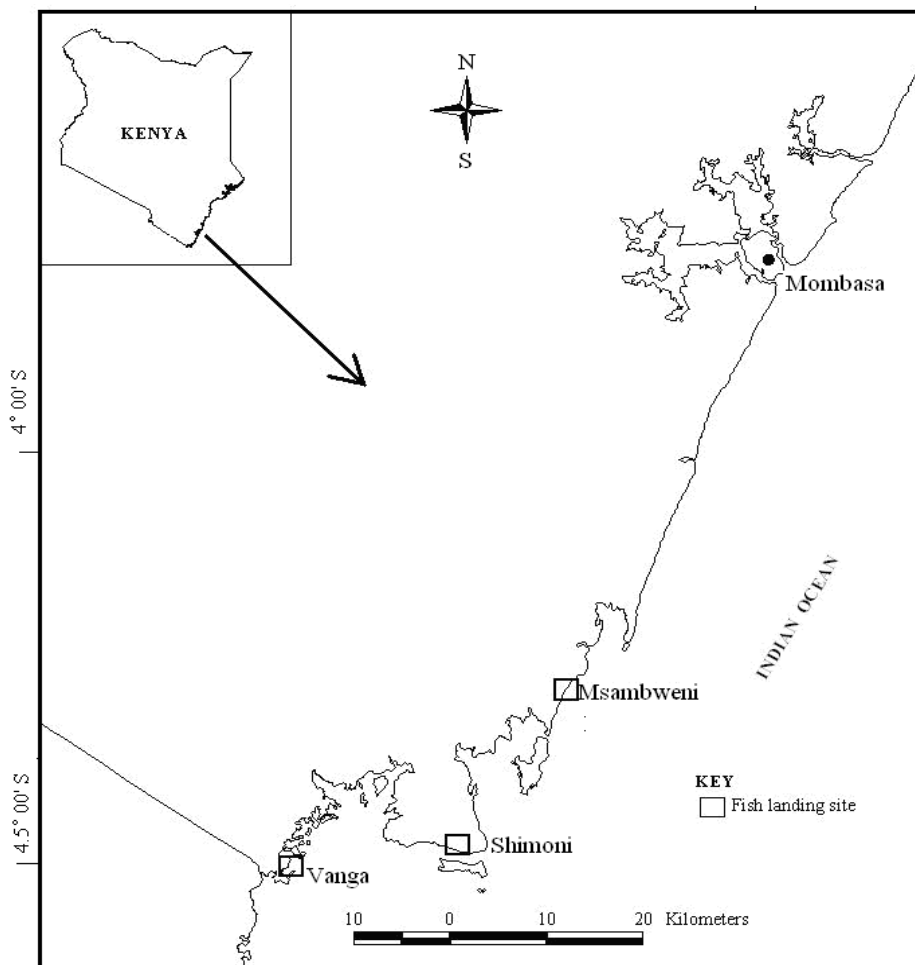 KENYA
N
S
Mombasa
4° 00' S
INDIAN OCEAN
Msambweni
KEY
Fish landing site
Shimoni
4.5° 00' S
Vanga
10 0 10 20 Kilometers